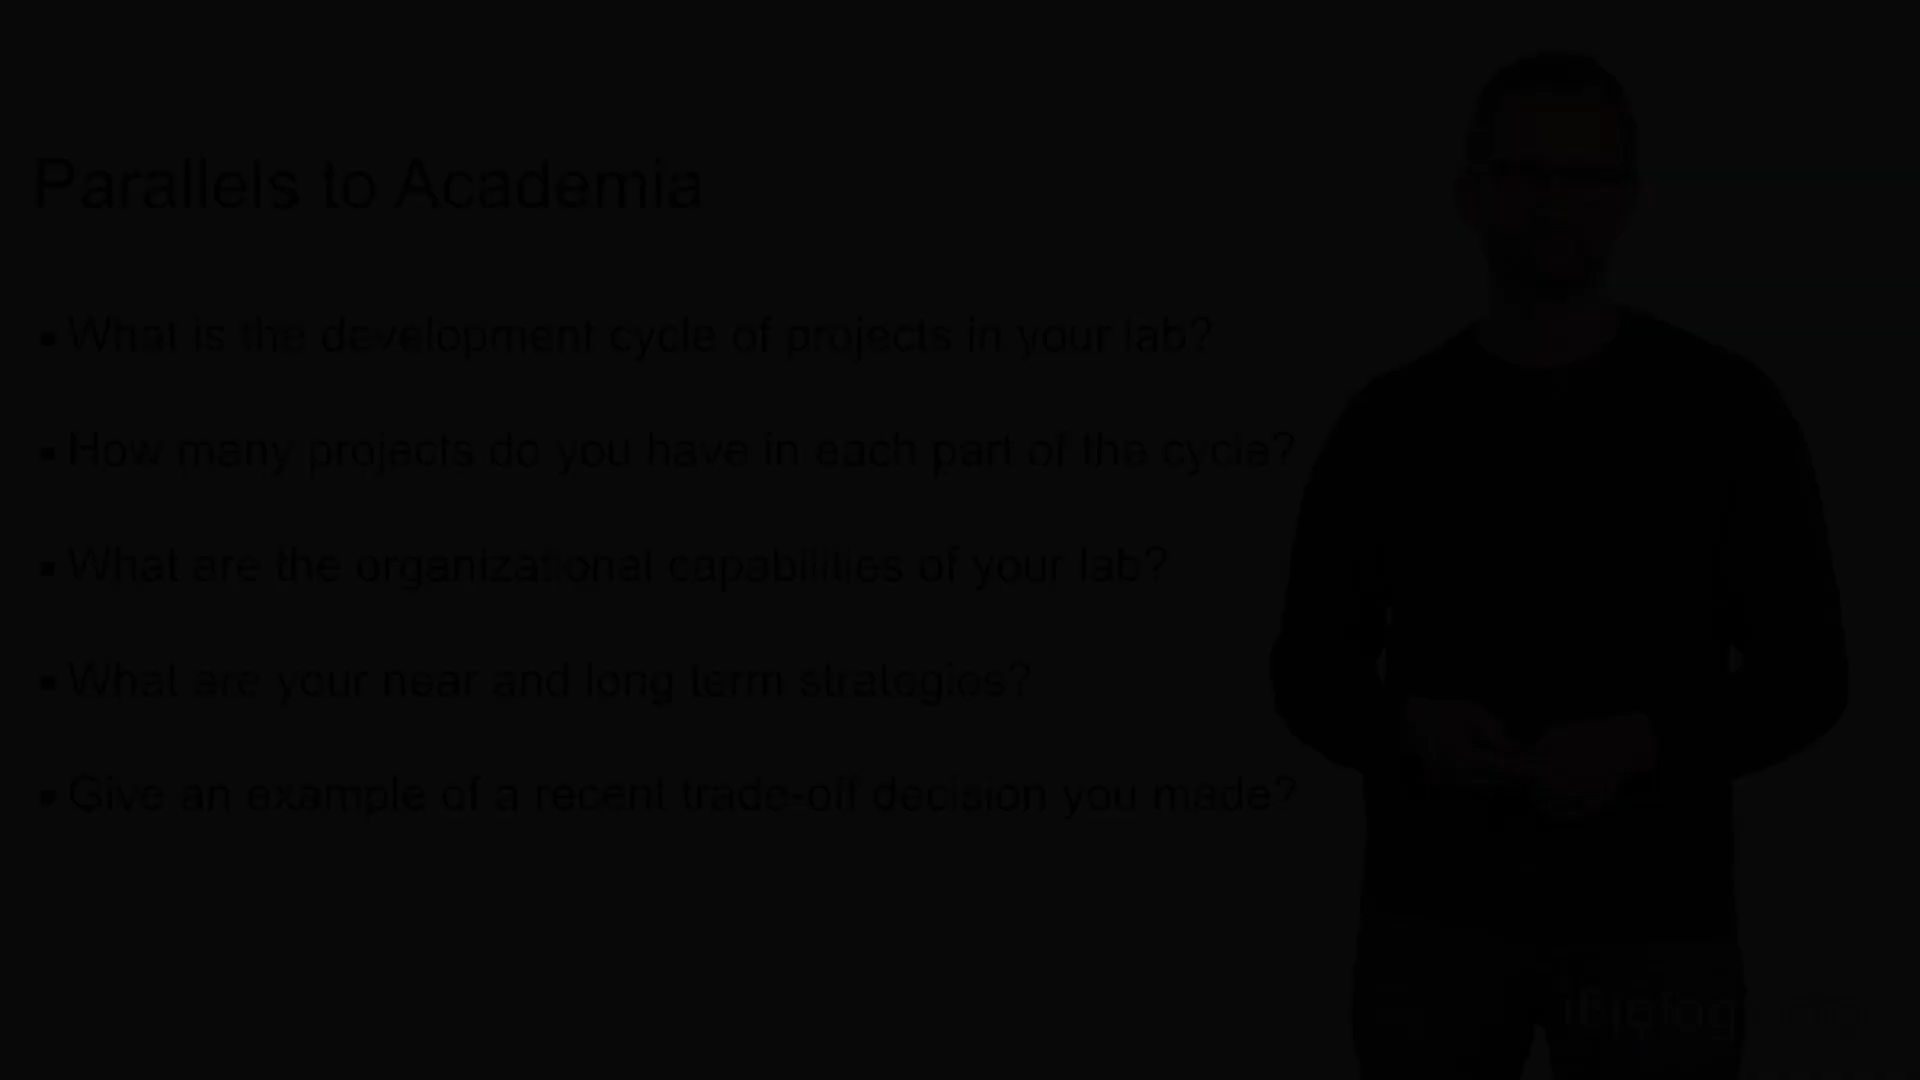 Parallels to Academia
▪ What is the development cycle of projects in your lab?
▪ How many projects do you have in each part of the cycle?
▪ What are the organizational capabilities of your lab?
▪ What are your near and long term strategies?
▪ Give an example of a recent trade-off decision you made?